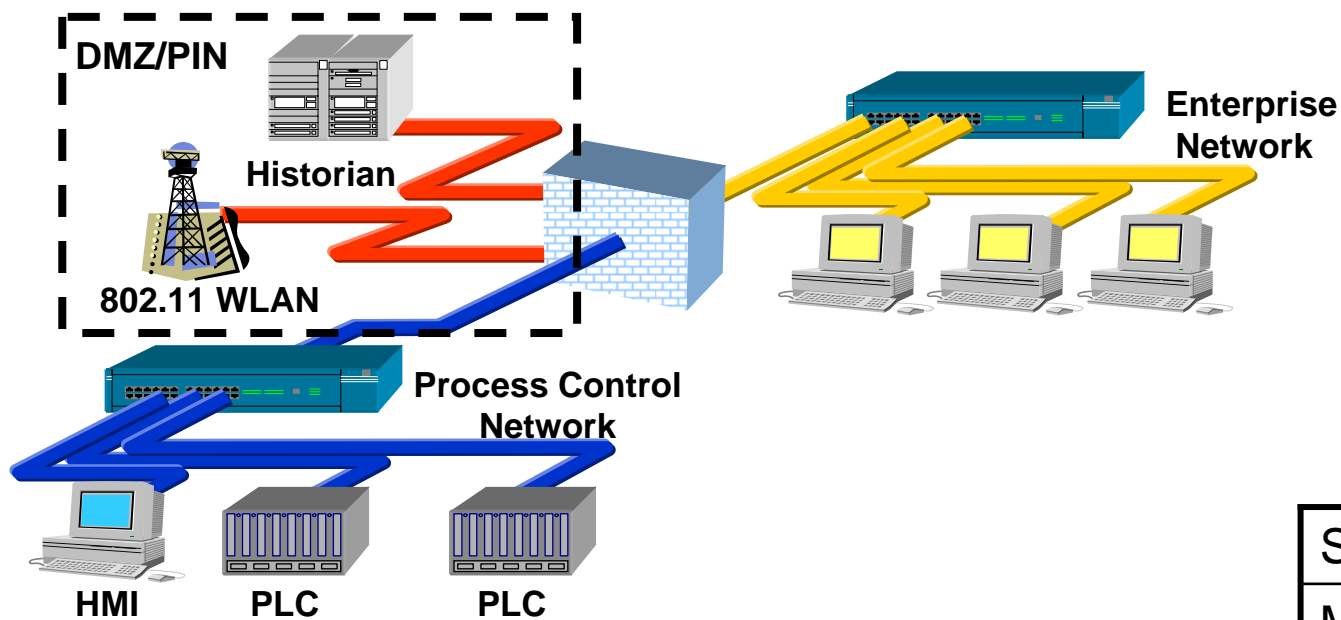 DMZ/PIN
Historian
802.11 WLAN
Enterprise
Network
Process Control
Network
HMI
PLC
PLC
S
M